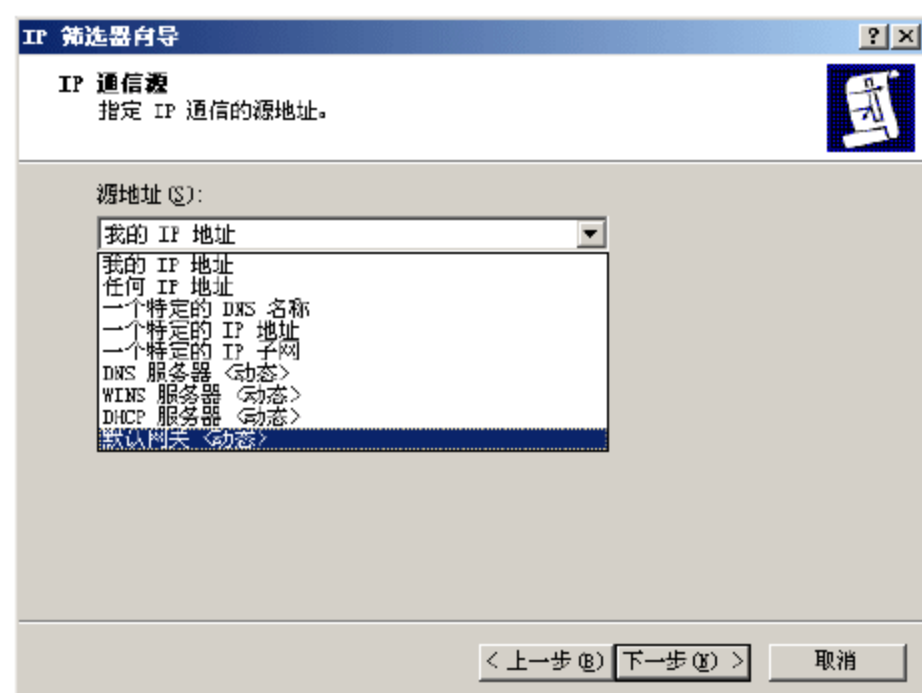 IP 筛选器向导
IP 通信源
指定 IP 通信的源地址。
源地址(S):
我的 IP 地址
我的 IP 地址
任何 IP 地址
一个特定的 DNS 名称
一个特定的 IP 地址
一个特定的 IP 子网
DNS 服务器 <动态>
WINS 服务器 <动态>
DHCP 服务器 <动态>
默认网关 <动态>
< 上一步(B) 下一步(N) > 取消